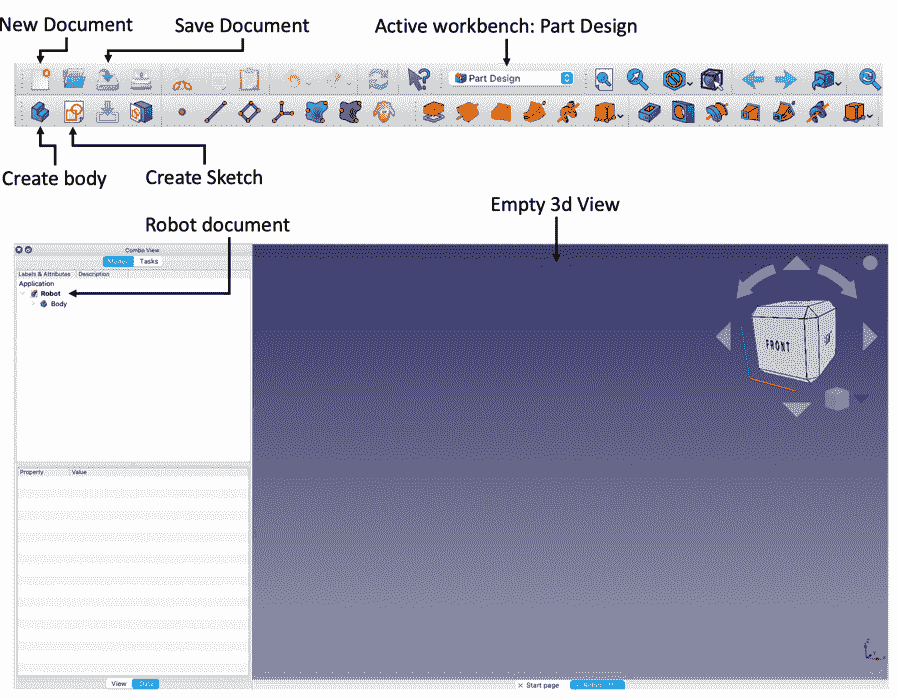 New Document
Save Document
Active workbench: Part Design
Part Design
Create body
Create Sketch
Robot document
Empty 3d View
Combo View
Model
Tasks
Labels & Attributes
Description
Application
Robot
Body
FRONT
Property
Value
View
Data
Start page